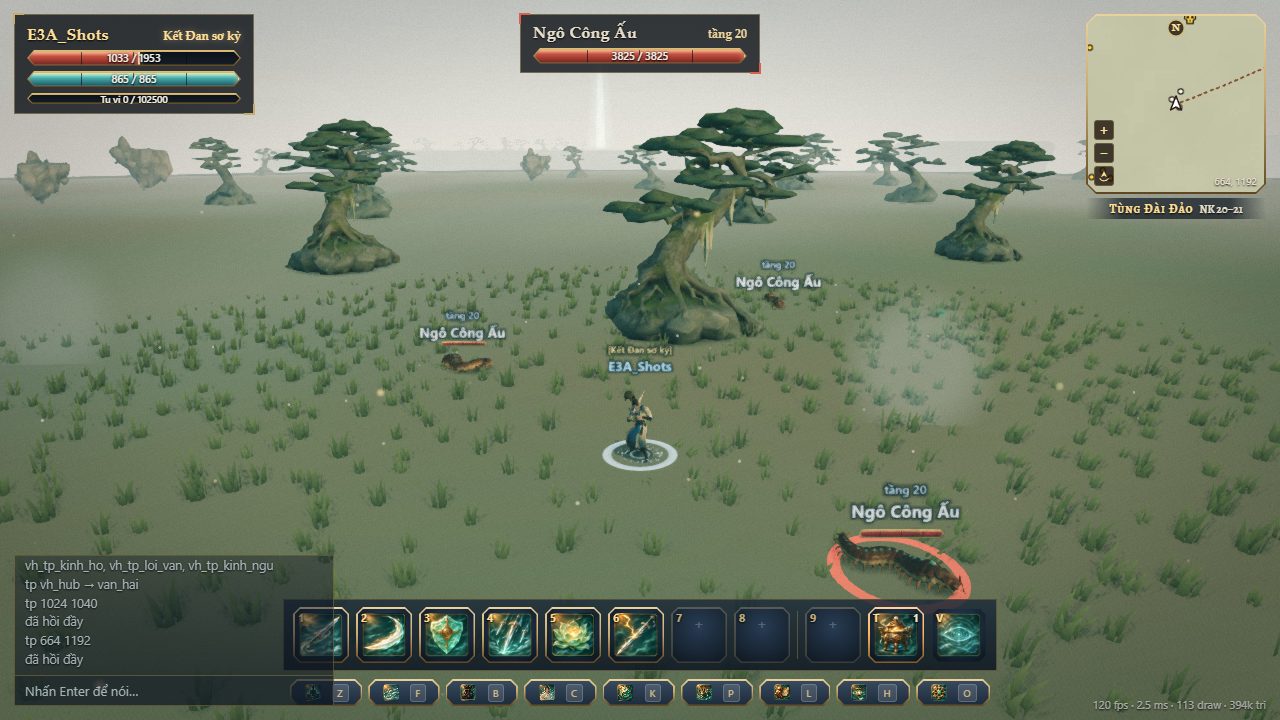 E3A_Shots
Kết Đan sơ kỳ
1033 / 1953
865 / 865
Tu vi 0 / 102500
Ngô Công Ấu
tầng 20
3825 / 3825
N
+
−
664, 1192
Tùng Đài Đảo NK20-21
tầng 20
Ngô Công Ấu
tầng 20
Ngô Công Ấu
[Kết Đan sơ kỳ]
E3A_Shots
tầng 20
Ngô Công Ấu
vh_tp_kinh_ho, vh_tp_loi_van, vh_tp_kinh_ngu
tp vh_hub → van_hai
tp 1024 1040
đã hồi đầy
tp 664 1192
đã hồi đầy
Nhấn Enter để nói...
1 2 3 4 5 6 7 + 8 + 9 + T 1 V
Z F B C K P L H O
120 fps · 2.5 ms · 113 draw · 394k tri